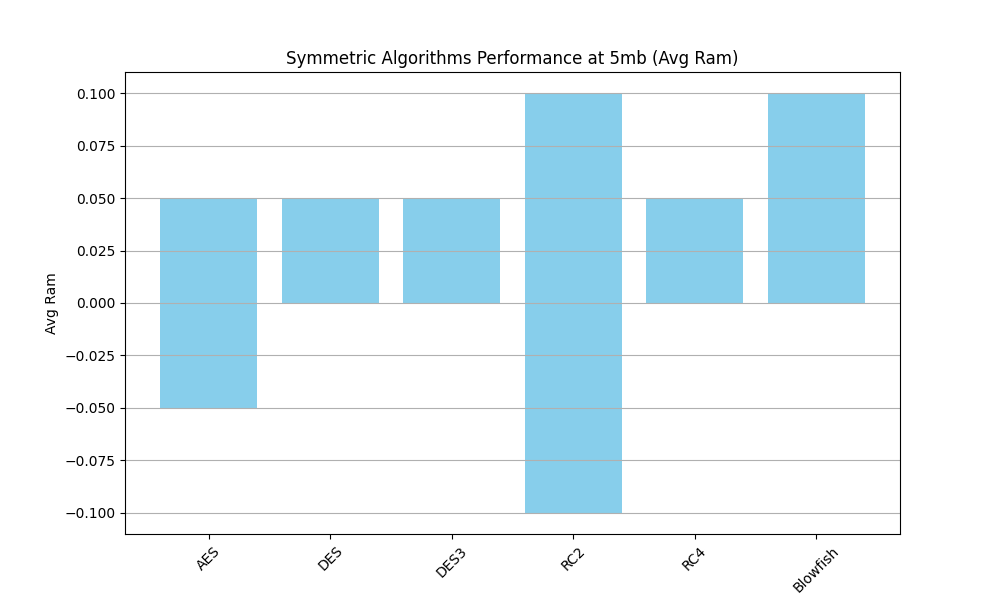 Symmetric Algorithms Performance at 5mb (Avg Ram)
Avg Ram
0.100
0.075
0.050
0.025
0.000
−0.025
−0.050
−0.075
−0.100
AES
DES
DES3
RC2
RC4
Blowfish